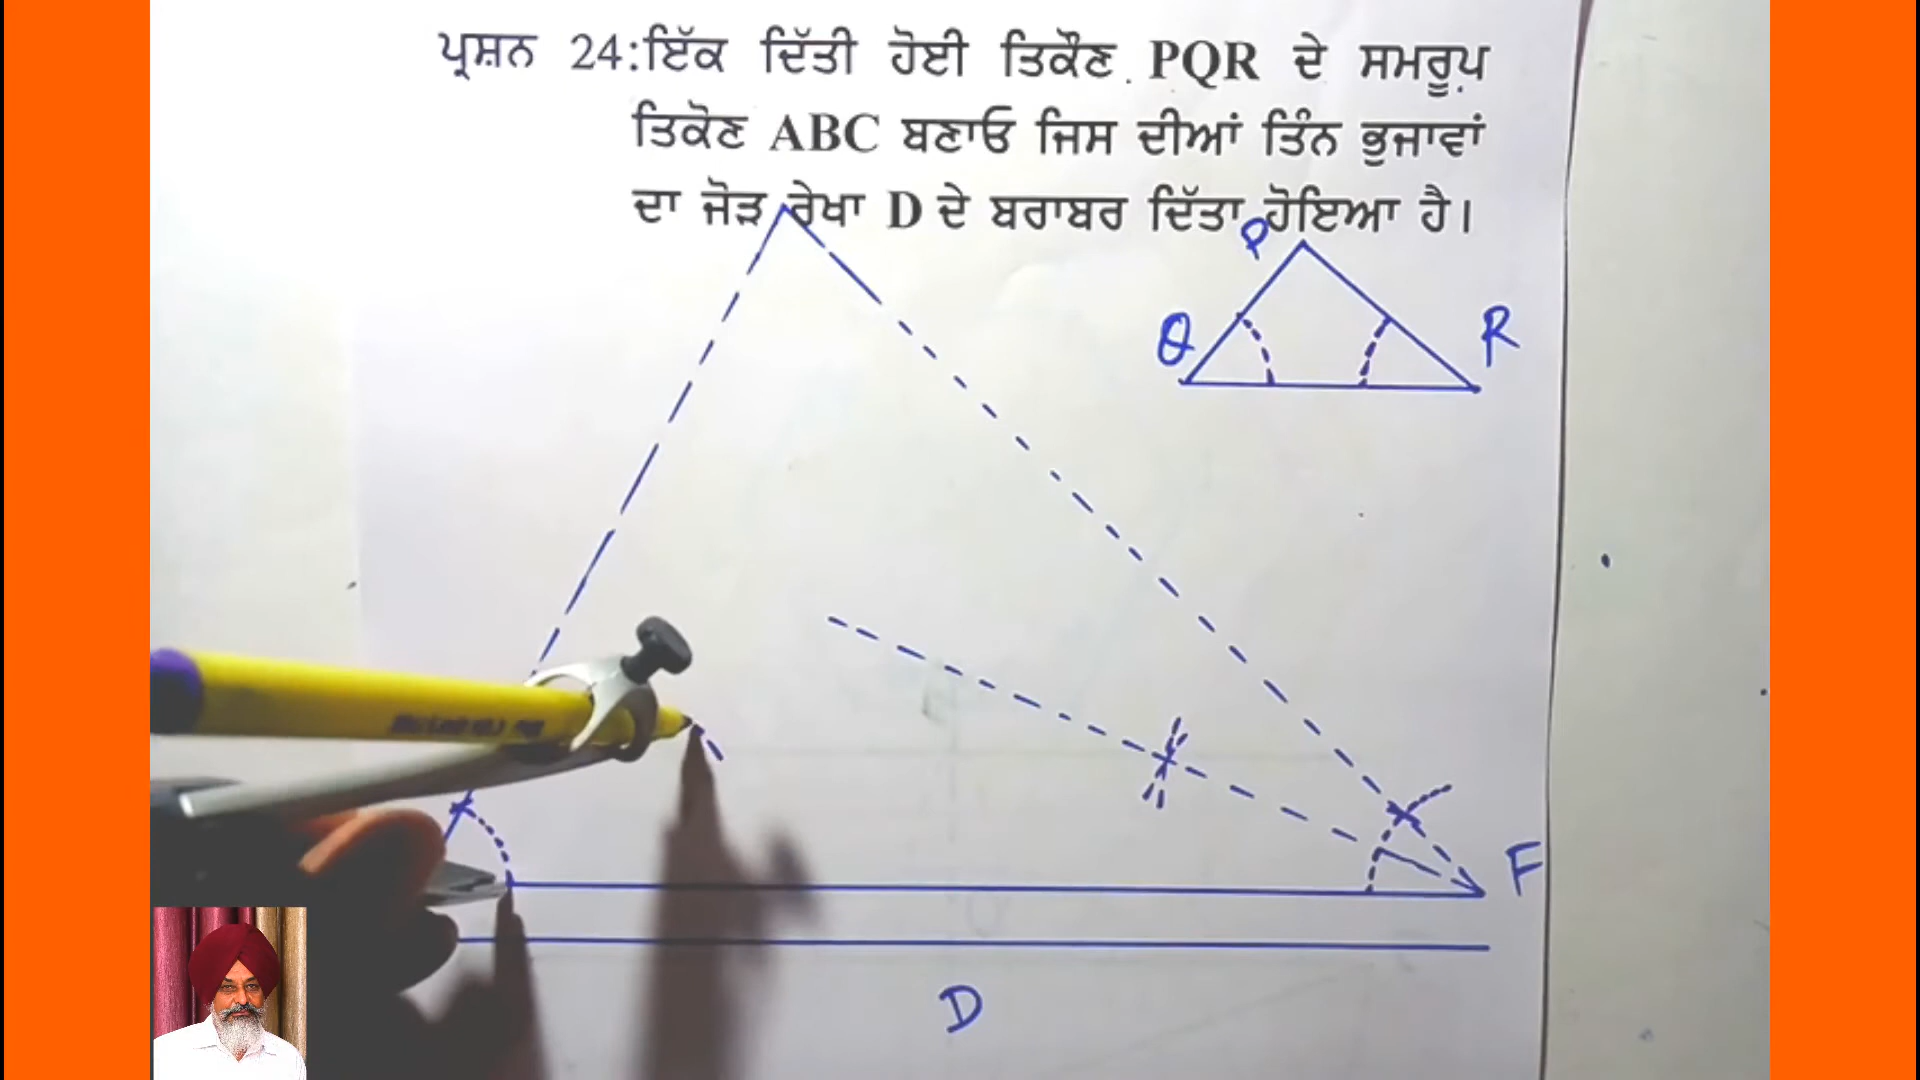 ਪ੍ਰਸ਼ਨ 24:ਇੱਕ ਦਿੱਤੀ ਹੋਈ ਤਿਕੌਣ PQR ਦੇ ਸਮਰੂਪ
ਤਿਕੋਣ ABC ਬਣਾਓ ਜਿਸ ਦੀਆਂ ਤਿੰਨ ਭੁਜਾਵਾਂ
ਦਾ ਜੋੜ ਰੇਖਾ D ਦੇ ਬਰਾਬਰ ਦਿੱਤਾ ਹੋਇਆ ਹੈ।
P
Q
R
F
D